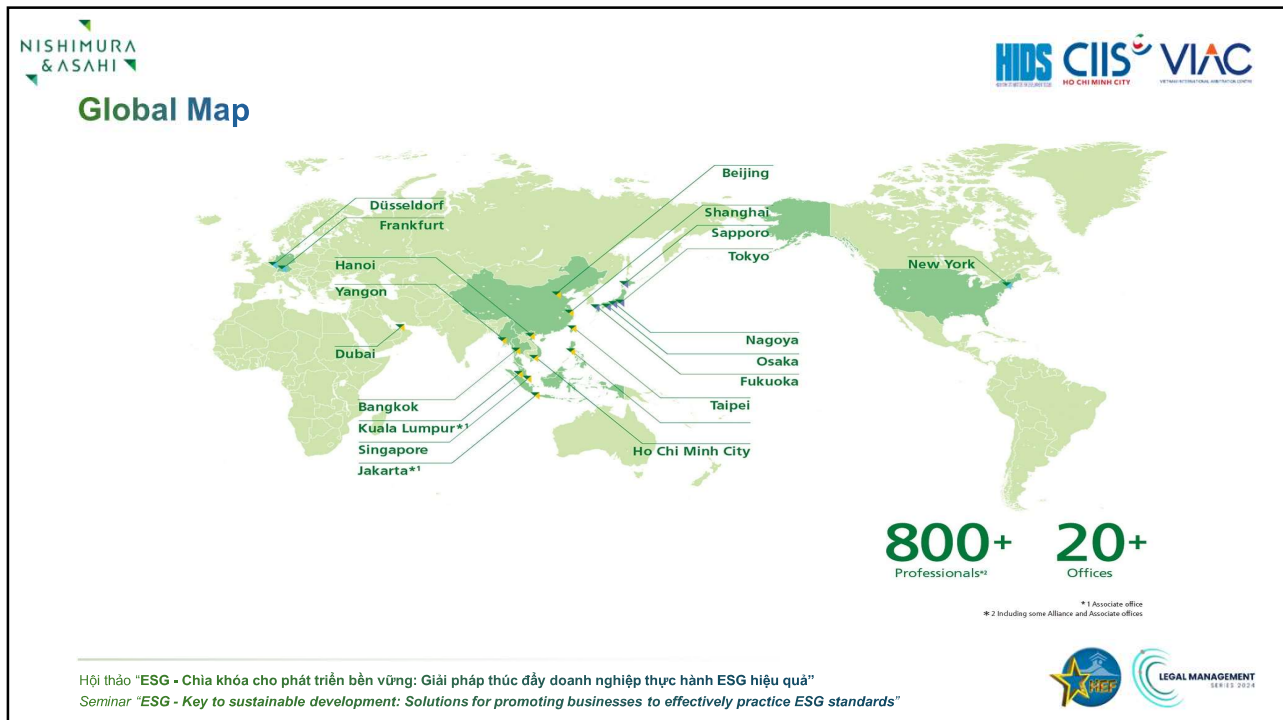 NISHIMURA
& ASAHI
HIDS
CIIS
HO CHI MINH CITY
VIAC
VIETNAM INTERNATIONAL ARBITRATION CENTRE
Global Map
Beijing
Düsseldorf
Frankfurt
Shanghai
Sapporo
Tokyo
Hanoi
Yangon
New York
Dubai
Nagoya
Osaka
Fukuoka
Bangkok
Taipei
Kuala Lumpur*1
Singapore
Ho Chi Minh City
Jakarta*1
800+
Professionals*2
20+
Offices
* 1 Associate office
* 2 Including some Alliance and Associate offices
Hội thảo “ESG - Chìa khóa cho phát triển bền vững: Giải pháp thúc đẩy doanh nghiệp thực hành ESG hiệu quả”
Seminar “ESG - Key to sustainable development: Solutions for promoting businesses to effectively practice ESG standards”
HEF
LEGAL MANAGEMENT
SERIES 2024